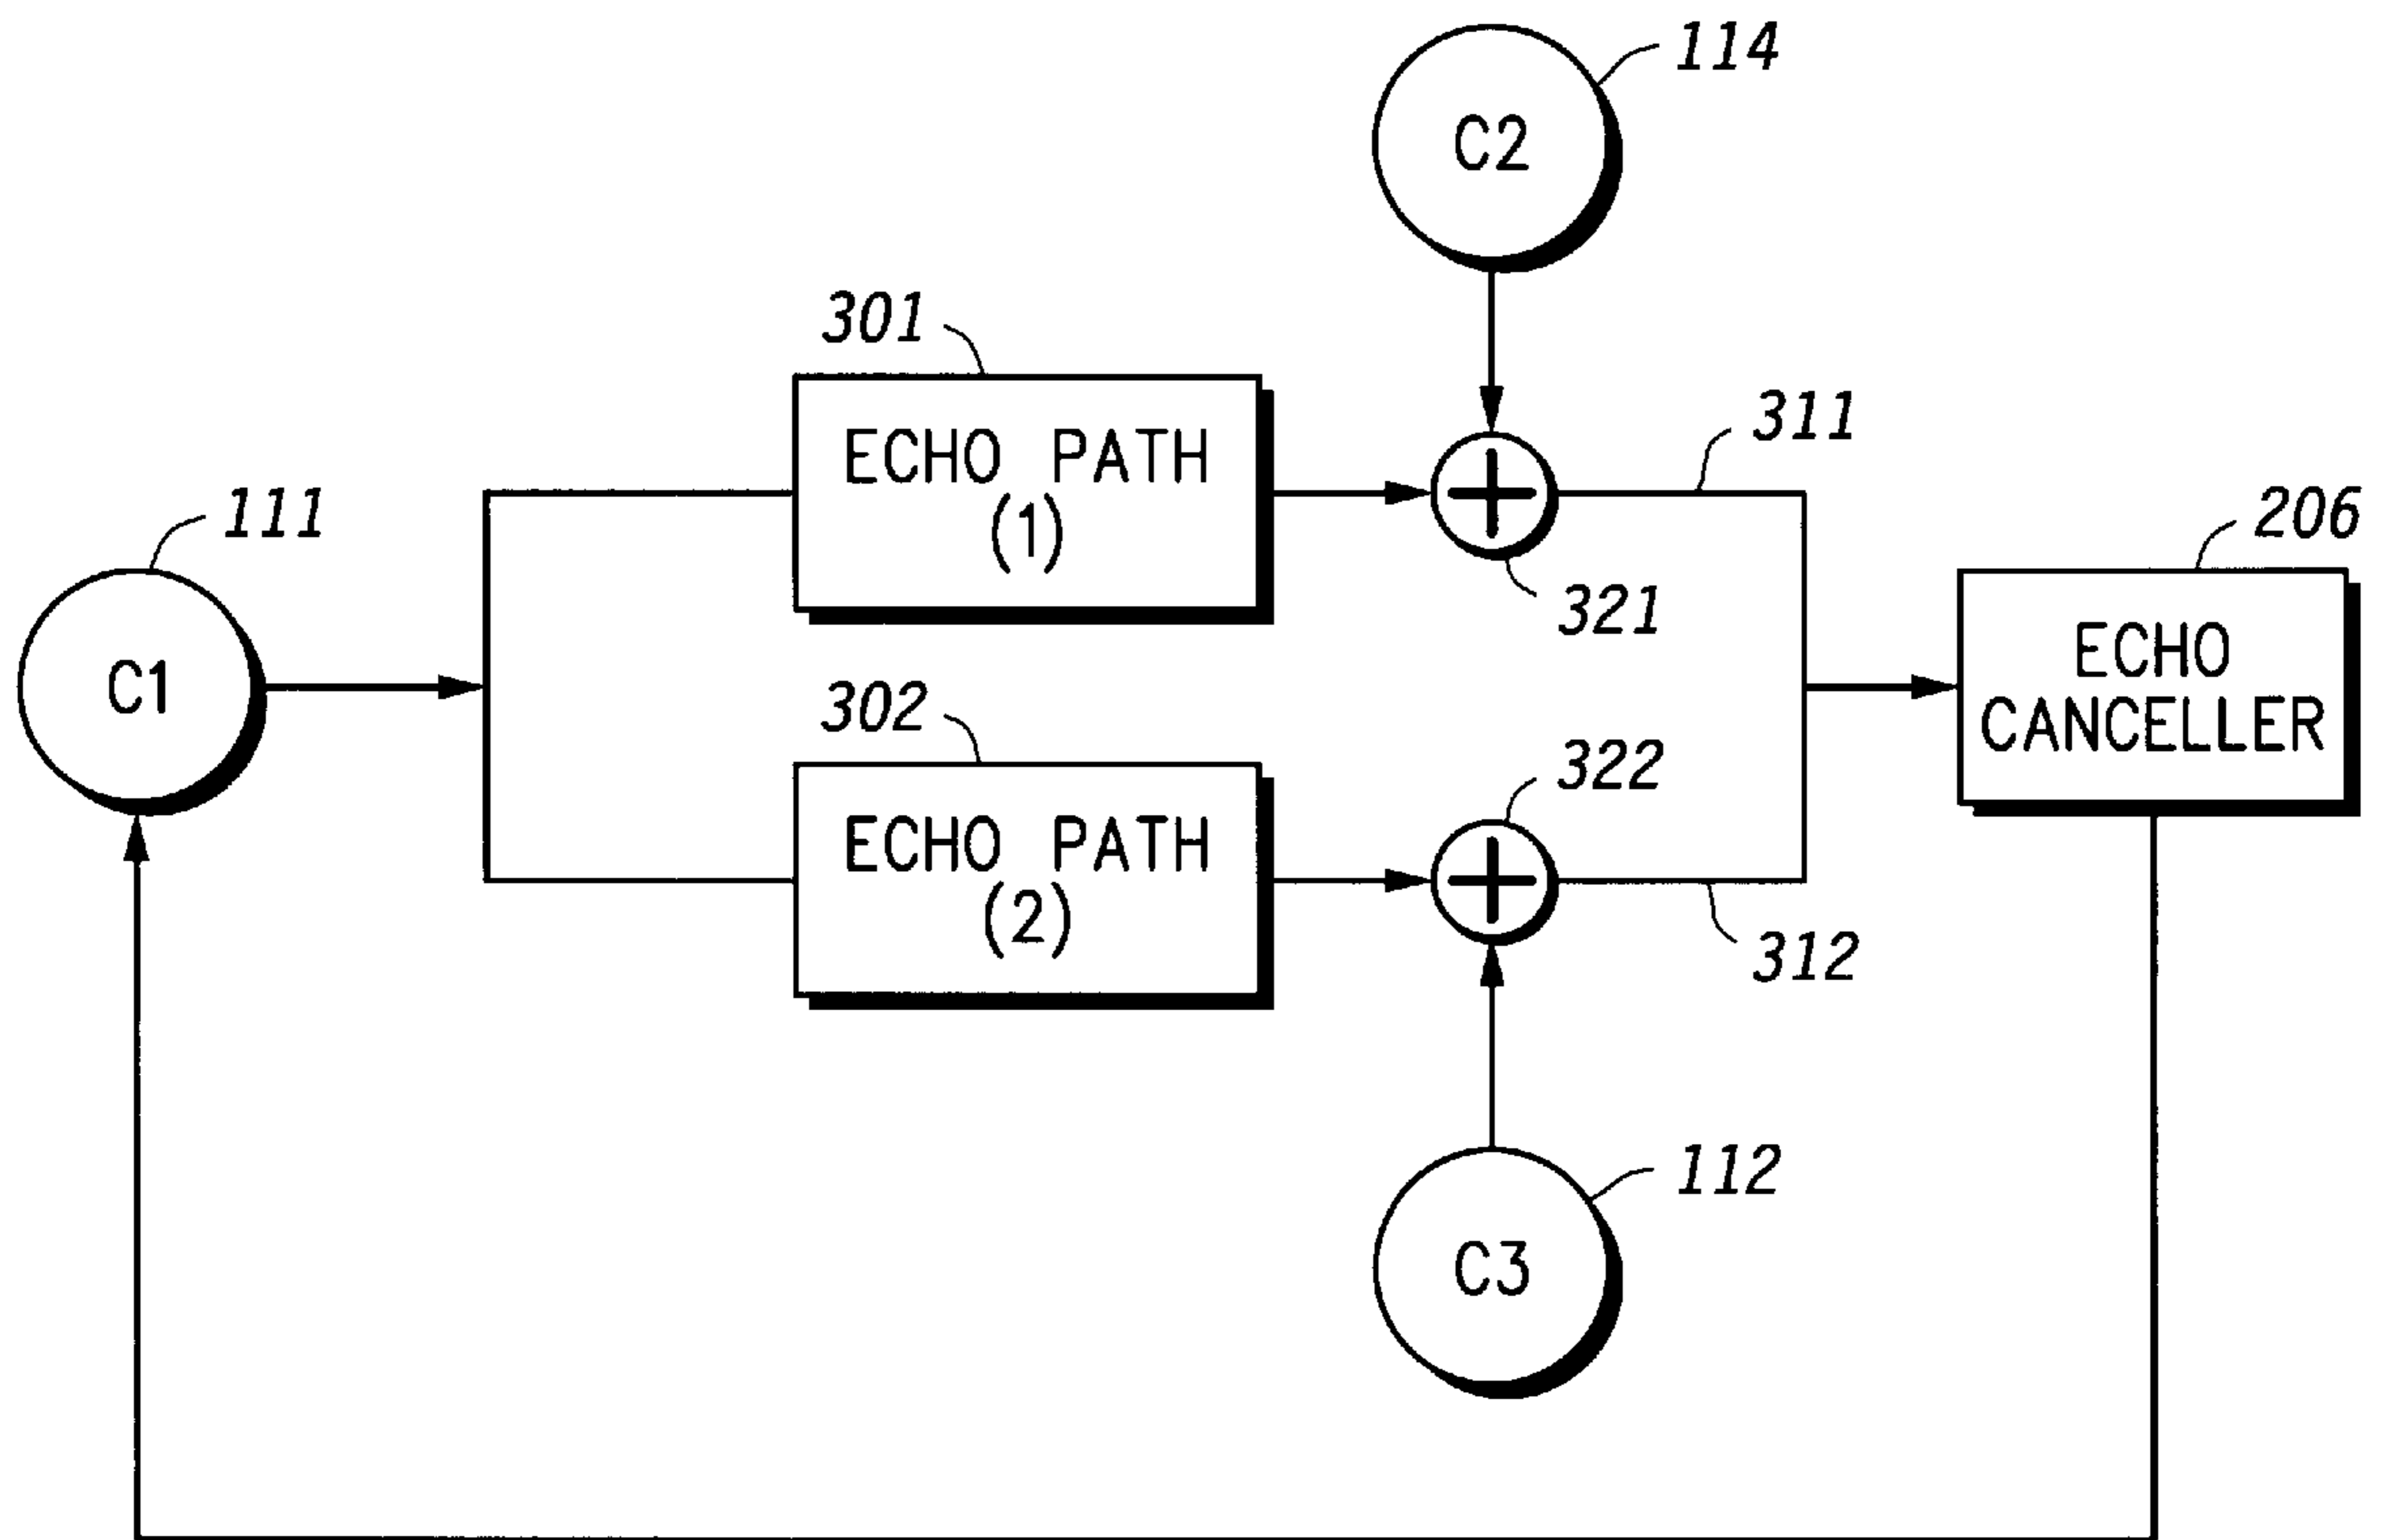 114
C2
301
311
ECHO PATH
(1)
111
206
321
C1
ECHO
CANCELLER
302
322
ECHO PATH
(2)
312
112
C3